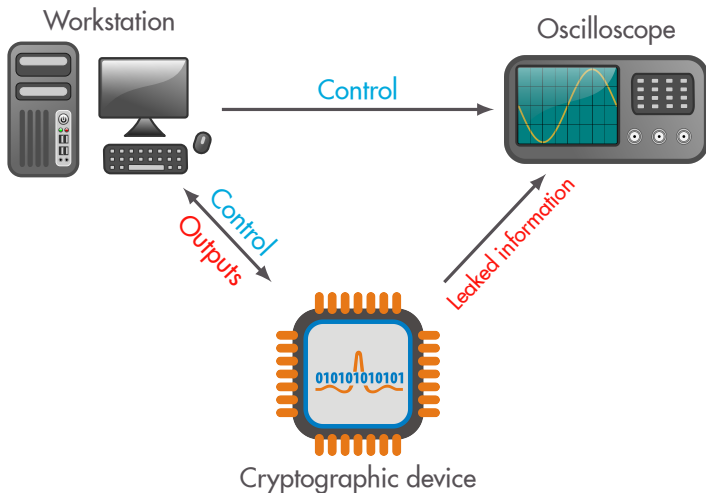 Workstation
Oscilloscope
Control
Control
Outputs
Leaked information
010101010101
Cryptographic device